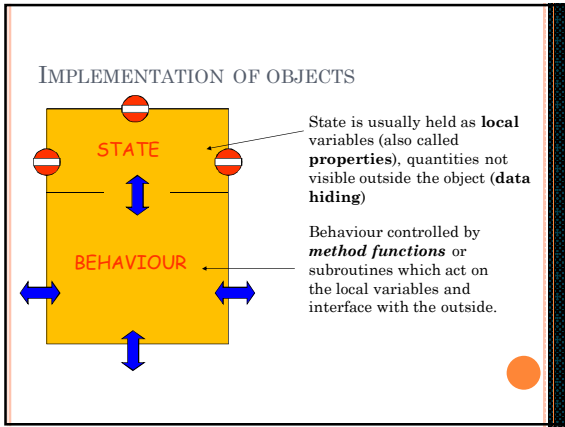 IMPLEMENTATION OF OBJECTS
STATE
State is usually held as local
variables (also called
properties), quantities not
visible outside the object (data
hiding)
BEHAVIOUR
Behaviour controlled by
method functions or
subroutines which act on
the local variables and
interface with the outside.